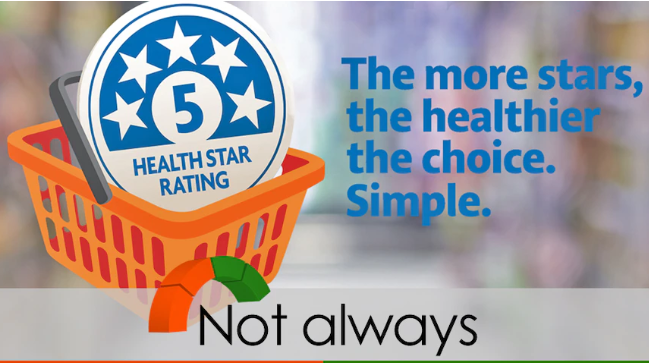 5
HEALTH STAR
RATING
The more stars,
the healthier
the choice.
Simple.
Not always